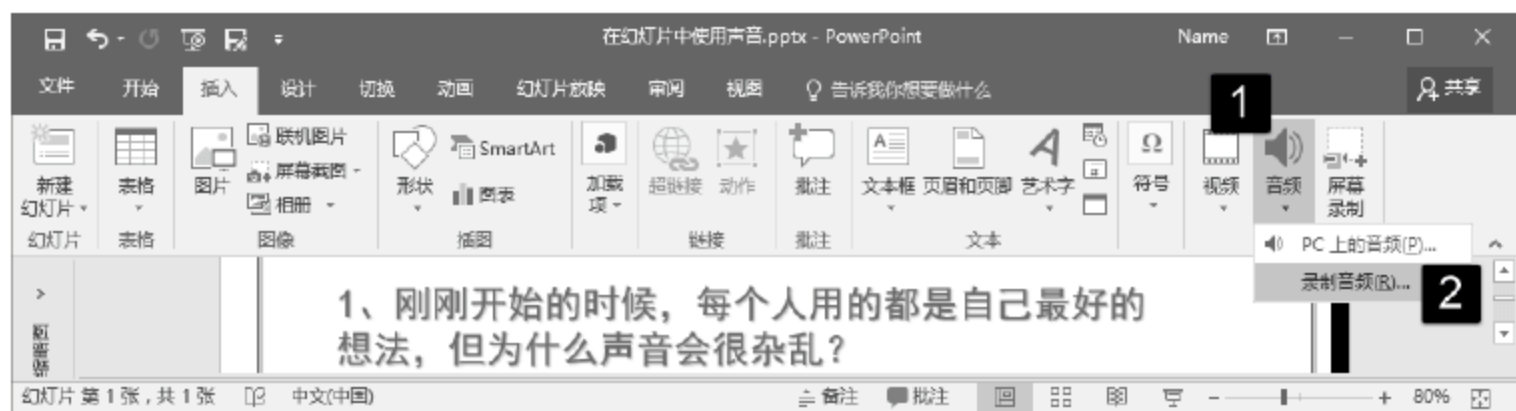 在幻灯片中使用声音.pptx - PowerPoint Name
文件 开始 插入 设计 切换 动画 幻灯片放映 审阅 视图 告诉我你想要做什么 共享
1
新建幻灯片
表格
图片
联机图片
屏幕截图
相册
形状
SmartArt
图表
加载项
超链接
动作
批注
文本框
页眉和页脚
艺术字
Ω
符号
视频
音频
屏幕录制
幻灯片 表格 图像 插图 链接 批注 文本
PC 上的音频(P)...
录制音频(R)...
2
1、刚刚开始的时候，每个人用的都是自己最好的
想法，但为什么声音会很杂乱？
幻灯片 第 1 张，共 1 张 中文(中国) 备注 批注 80%